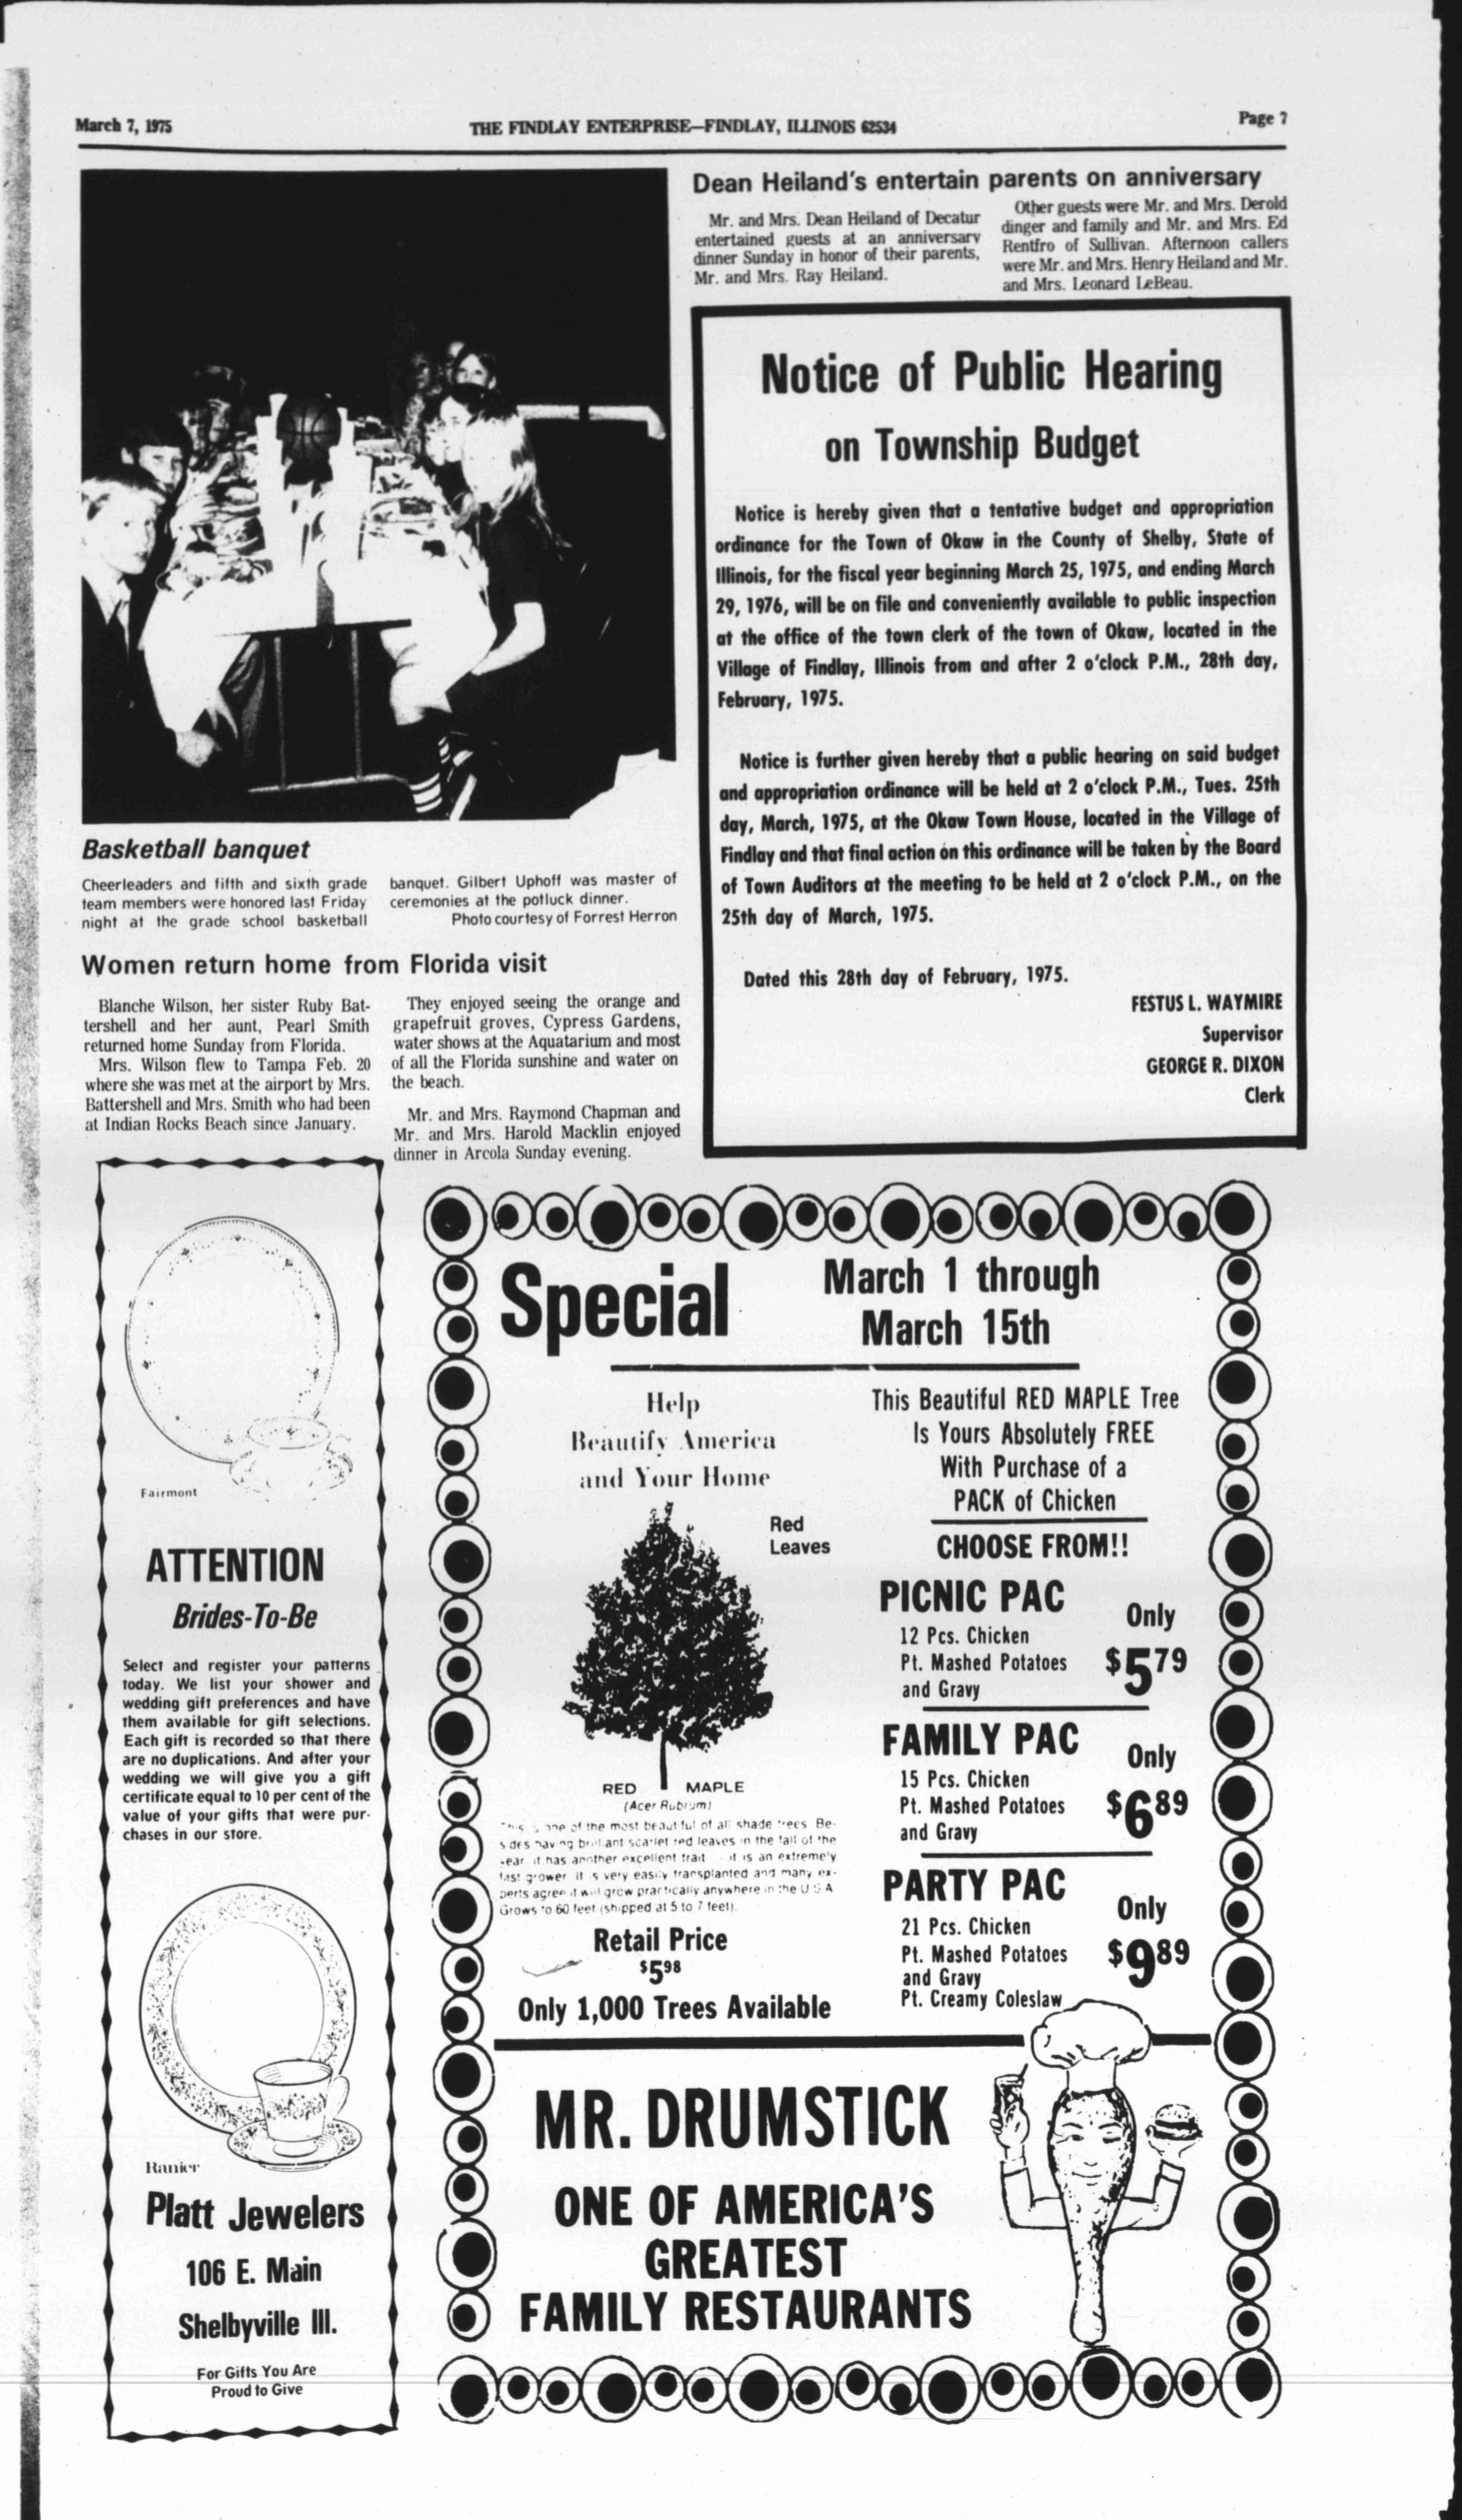 March 7, 1975
THE FINDLAY ENTERPRISE—FINDLAY, ILLINOIS 62534
Page 7
Dean Heiland's entertain parents on anniversary
Mr. and Mrs. Dean Heiland of Decatur
entertained guests at an anniversary
dinner Sunday in honor of their parents,
Mr. and Mrs. Ray Heiland.
Other guests were Mr. and Mrs. Derold
dinger and family and Mr. and Mrs. Ed
Rentfro of Sullivan. Afternoon callers
were Mr. and Mrs. Henry Heiland and Mr.
and Mrs. Leonard LeBeau.
Notice of Public Hearing
on Township Budget
Notice is hereby given that a tentative budget and appropriation
ordinance for the Town of Okaw in the County of Shelby, State of
Illinois, for the fiscal year beginning March 25, 1975, and ending March
29, 1976, will be on file and conveniently available to public inspection
at the office of the town clerk of the town of Okaw, located in the
Village of Findlay, Illinois from and after 2 o'clock P.M., 28th day,
February, 1975.
Notice is further given hereby that a public hearing on said budget
and appropriation ordinance will be held at 2 o'clock P.M., Tues. 25th
day, March, 1975, at the Okaw Town House, located in the Village of
Findlay and that final action on this ordinance will be taken by the Board
of Town Auditors at the meeting to be held at 2 o'clock P.M., on the
25th day of March, 1975.
Dated this 28th day of February, 1975.
FESTUS L. WAYMIRE
Supervisor
GEORGE R. DIXON
Clerk
Basketball banquet
Cheerleaders and fifth and sixth grade
team members were honored last Friday
night at the grade school basketball
banquet. Gilbert Uphoff was master of
ceremonies at the potluck dinner.
Photo courtesy of Forrest Herron
Women return home from Florida visit
Blanche Wilson, her sister Ruby Bat-
tershell and her aunt, Pearl Smith
returned home Sunday from Florida.
Mrs. Wilson flew to Tampa Feb. 20
where she was met at the airport by Mrs.
Battershell and Mrs. Smith who had been
at Indian Rocks Beach since January.
They enjoyed seeing the orange and
grapefruit groves, Cypress Gardens,
water shows at the Aquatarium and most
of all the Florida sunshine and water on
the beach.
Mr. and Mrs. Raymond Chapman and
Mr. and Mrs. Harold Macklin enjoyed
dinner in Arcola Sunday evening.
Fairmont
ATTENTION
Brides-To-Be
Select and register your patterns
today. We list your shower and
wedding gift preferences and have
them available for gift selections.
Each gift is recorded so that there
are no duplications. And after your
wedding we will give you a gift
certificate equal to 10 per cent of the
value of your gifts that were pur-
chases in our store.
Ranier
Platt Jewelers
106 E. Main
Shelbyville Ill.
For Gifts You Are
Proud to Give
Special
March 1 through
March 15th
Help
Beautify America
and Your Home
Red
Leaves
RED MAPLE
(Acer Rubrum)
This is one of the most beautiful of all shade trees. Be-
sides having brilliant scarlet red leaves in the fall of the
year it has another excellent trait - it is an extremely
fast grower. It is very easily transplanted and many ex-
perts agree it will grow practically anywhere in the U S A
Grows to 60 feet (shipped at 5 to 7 feet).
Retail Price
$5 98
Only 1,000 Trees Available
This Beautiful RED MAPLE Tree
Is Yours Absolutely FREE
With Purchase of a
PACK of Chicken
CHOOSE FROM!!
PICNIC PAC
12 Pcs. Chicken
Pt. Mashed Potatoes
and Gravy
Only
$5 79
FAMILY PAC
15 Pcs. Chicken
Pt. Mashed Potatoes
and Gravy
Only
$6 89
PARTY PAC
21 Pcs. Chicken
Pt. Mashed Potatoes
and Gravy
Pt. Creamy Coleslaw
Only
$9 89
MR. DRUMSTICK
ONE OF AMERICA'S
GREATEST
FAMILY RESTAURANTS